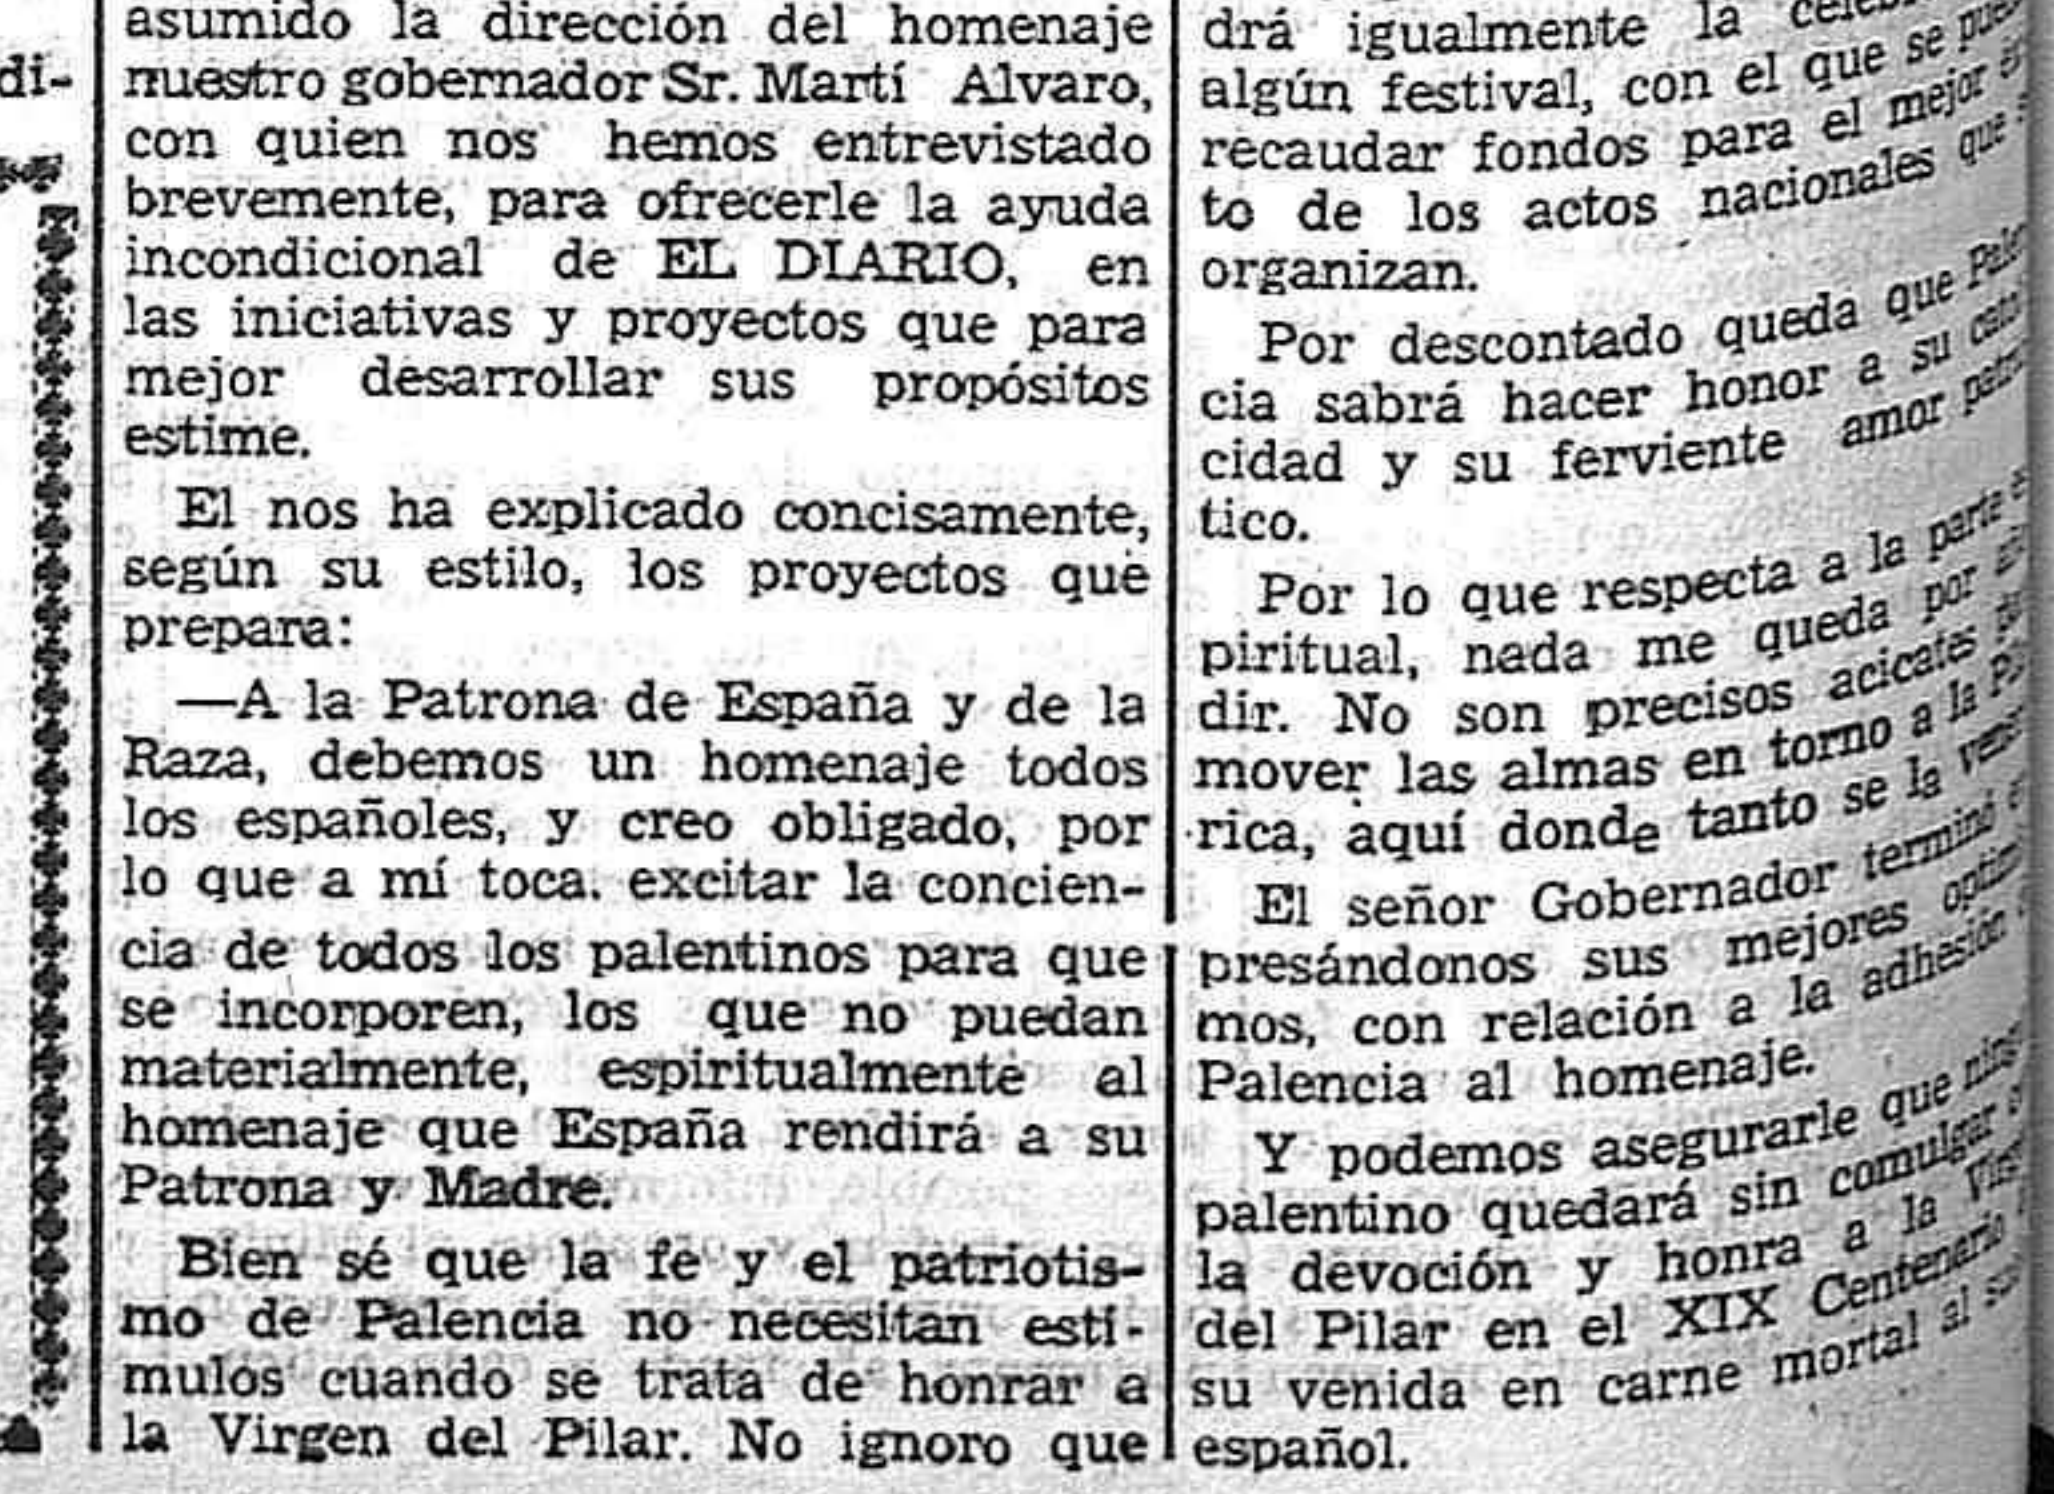 di-
asumido la dirección del homenaje
nuestro gobernador Sr. Martí Alvaro,
con quien nos hemos entrevistado
brevemente, para ofrecerle la ayuda
incondicional de EL DIARIO, en
las iniciativas y proyectos que para
mejor desarrollar sus propósitos
estime.
El nos ha explicado concisamente,
según su estilo, los proyectos que
prepara:
—A la Patrona de España y de la
Raza, debemos un homenaje todos
los españoles, y creo obligado, por
lo que a mí toca. excitar la concien-
cia de todos los palentinos para que
se incorporen, los que no puedan
materialmente, espiritualmente al
homenaje que España rendirá a su
Patrona y Madre.
Bien sé que la fe y el patriotis-
mo de Palencia no necesitan estí-
mulos cuando se trata de honrar a
la Virgen del Pilar. No ignoro que
drá igualmente la
algún festival, con el que se
recaudar fondos para el mejor
to de los actos nacionales que
organizan.
Por descontado queda que
cia sabrá hacer honor a su
cidad y su ferviente amor
tico.
Por lo que respecta a la parte
piritual, nada me queda por
dir. No son precisos acicates
mover las almas en torno a la
rica, aquí donde tanto se la
El señor Gobernador terminó
presándonos sus mejores
mos, con relación a la adhesión
Palencia al homenaje.
Y podemos asegurarle que
palentino quedará sin comulgar
la devoción y honra a la
del Pilar en el XIX Centenario
su venida en carne mortal al
español.